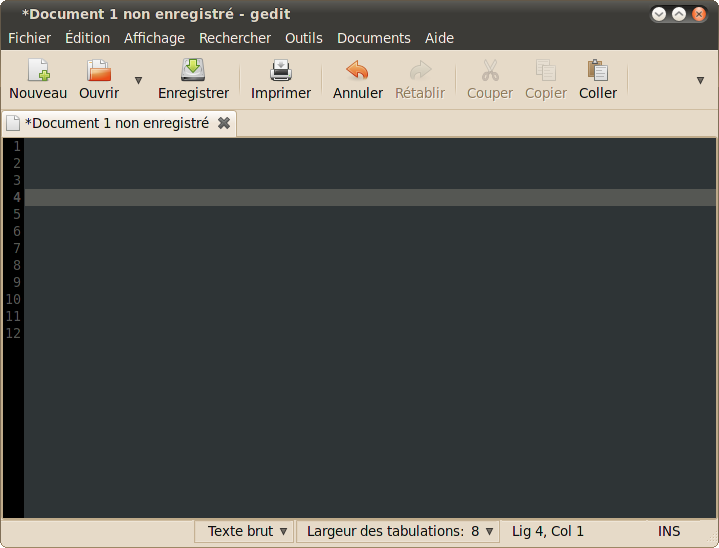 *Document 1 non enregistré - gedit
Fichier Édition Affichage Rechercher Outils Documents Aide
Nouveau Ouvrir Enregistrer Imprimer Annuler Rétablir Couper Copier Coller
*Document 1 non enregistré
1
2
3
4
5
6
7
8
9
10
11
12
Texte brut Largeur des tabulations: 8 Lig 4, Col 1 INS